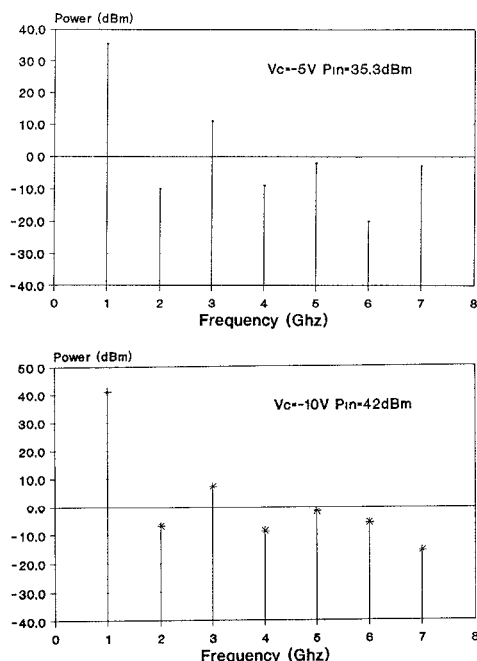 Power (dBm)
40.0
30.0
20.0
10.0
0.0
-10.0
-20.0
-30.0
-40.0
Vc=-5V Pin=35.3dBm
0 1 2 3 4 5 6 7 8
Frequency (Ghz)
Power (dBm)
50.0
40.0
30.0
20.0
10.0
0.0
-10.0
-20.0
-30.0
-40.0
Vc=-10V Pin=42dBm
0 1 2 3 4 5 6 7 8
Frequency (GHz)